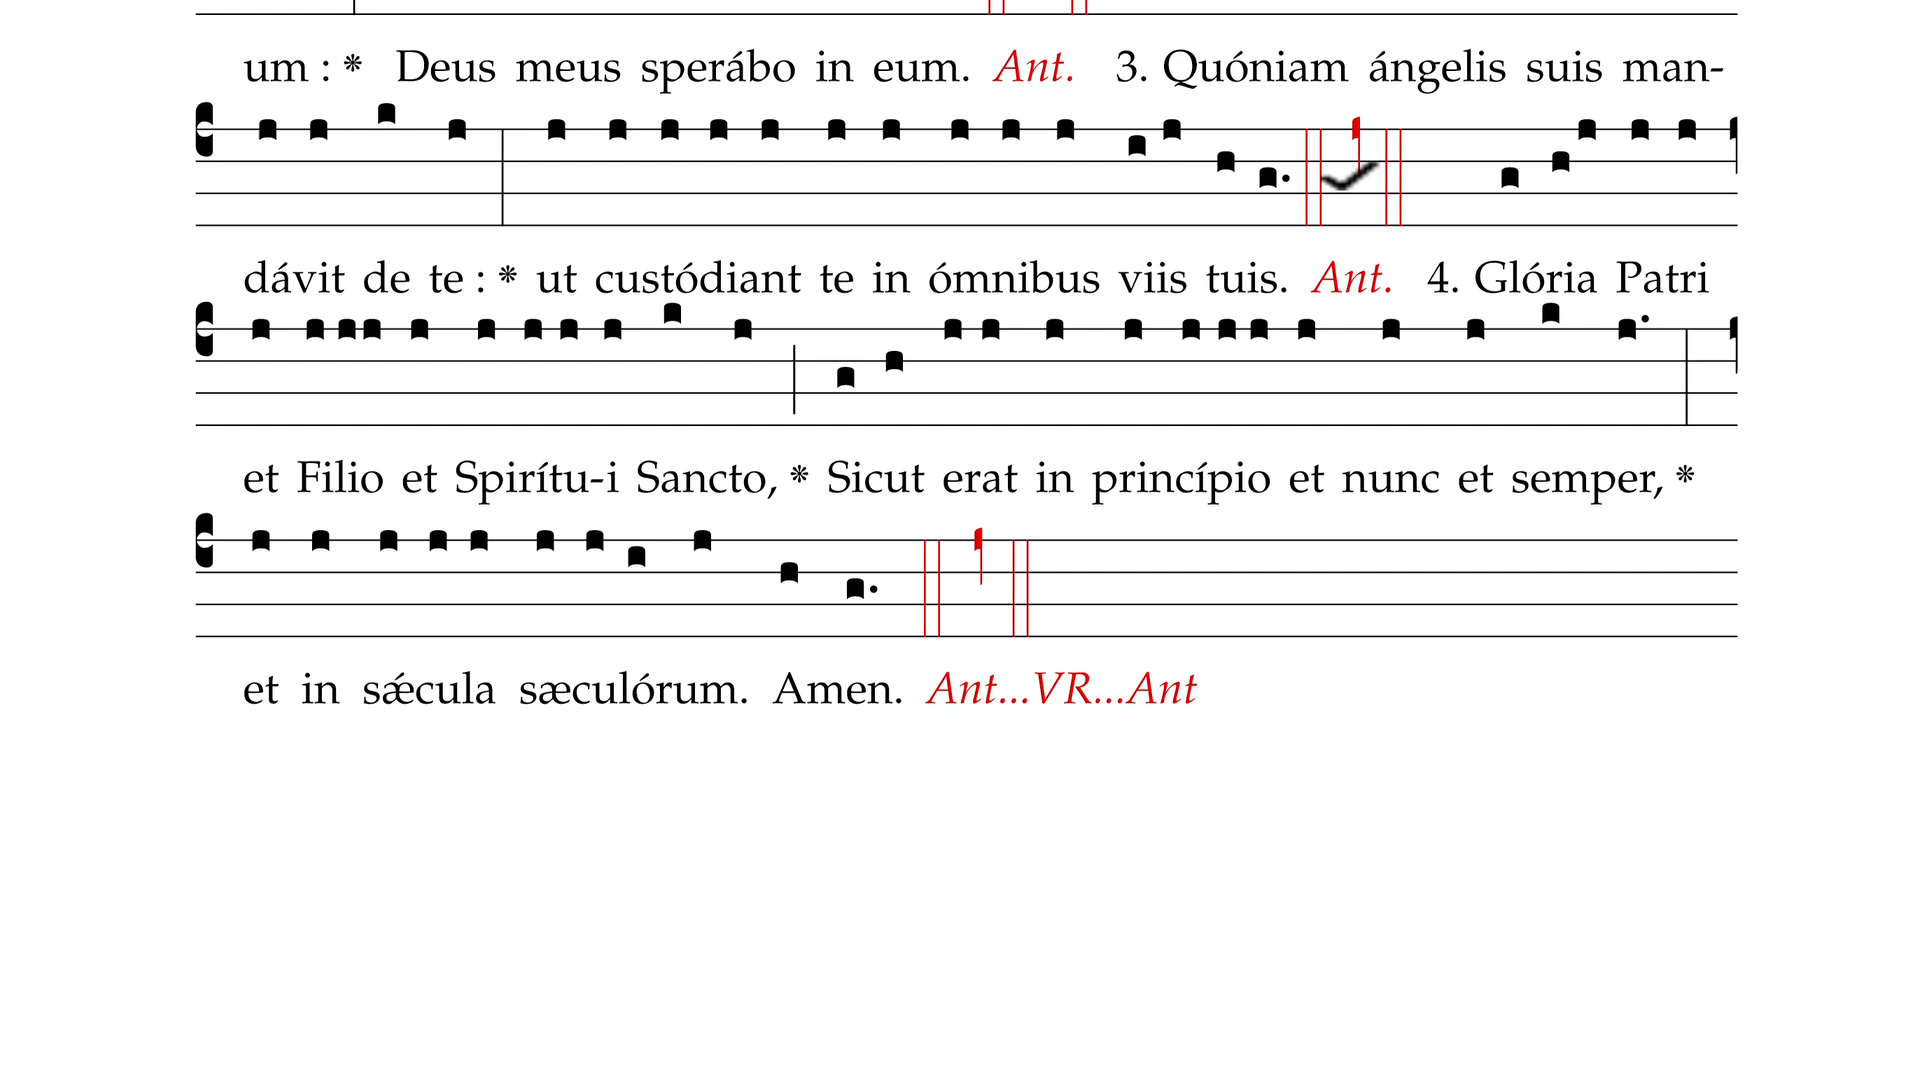 um : * Deus meus sperábo in eum. Ant. 3. Quóniam ángelis suis man-
dávit de te : * ut custódiant te in ómnibus viis tuis. Ant. 4. Glória Patri
et Filio et Spirítu-i Sancto, * Sicut erat in princípio et nunc et semper, *
et in sǽcula sæculórum. Amen. Ant...VR...Ant